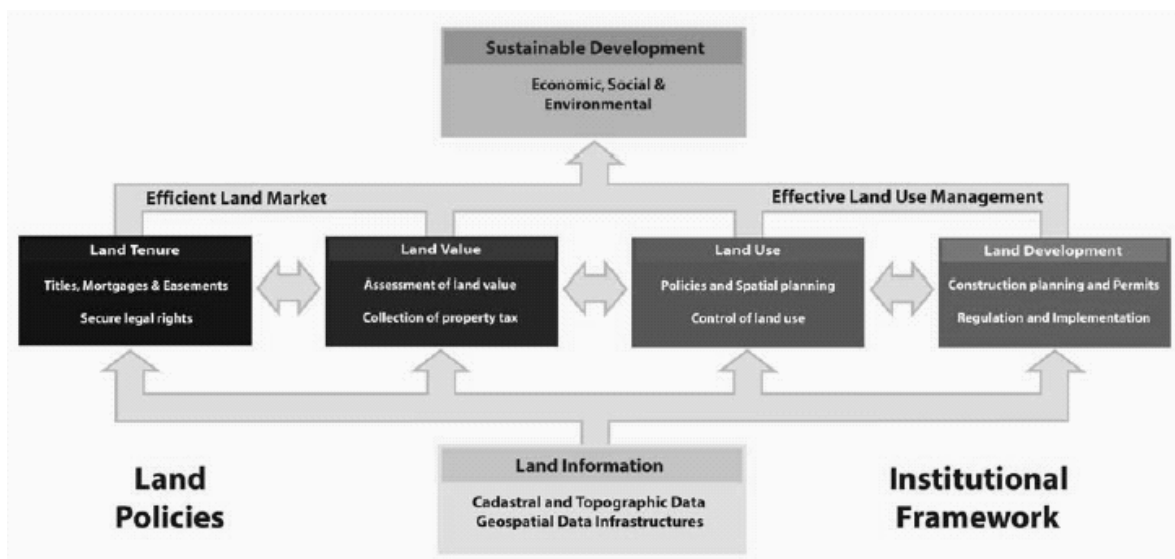 Sustainable Development
Economic, Social &
Environmental
Efficient Land Market
Effective Land Use Management
Land Tenure
Titles, Mortgages & Easements
Secure legal rights
Land Value
Assessment of land value
Collection of property tax
Land Use
Policies and Spatial planning
Control of land use
Land Development
Construction planning and Permits
Regulation and Implementation
Land
Policies
Land Information
Cadastral and Topographic Data
Geospatial Data Infrastructures
Institutional
Framework